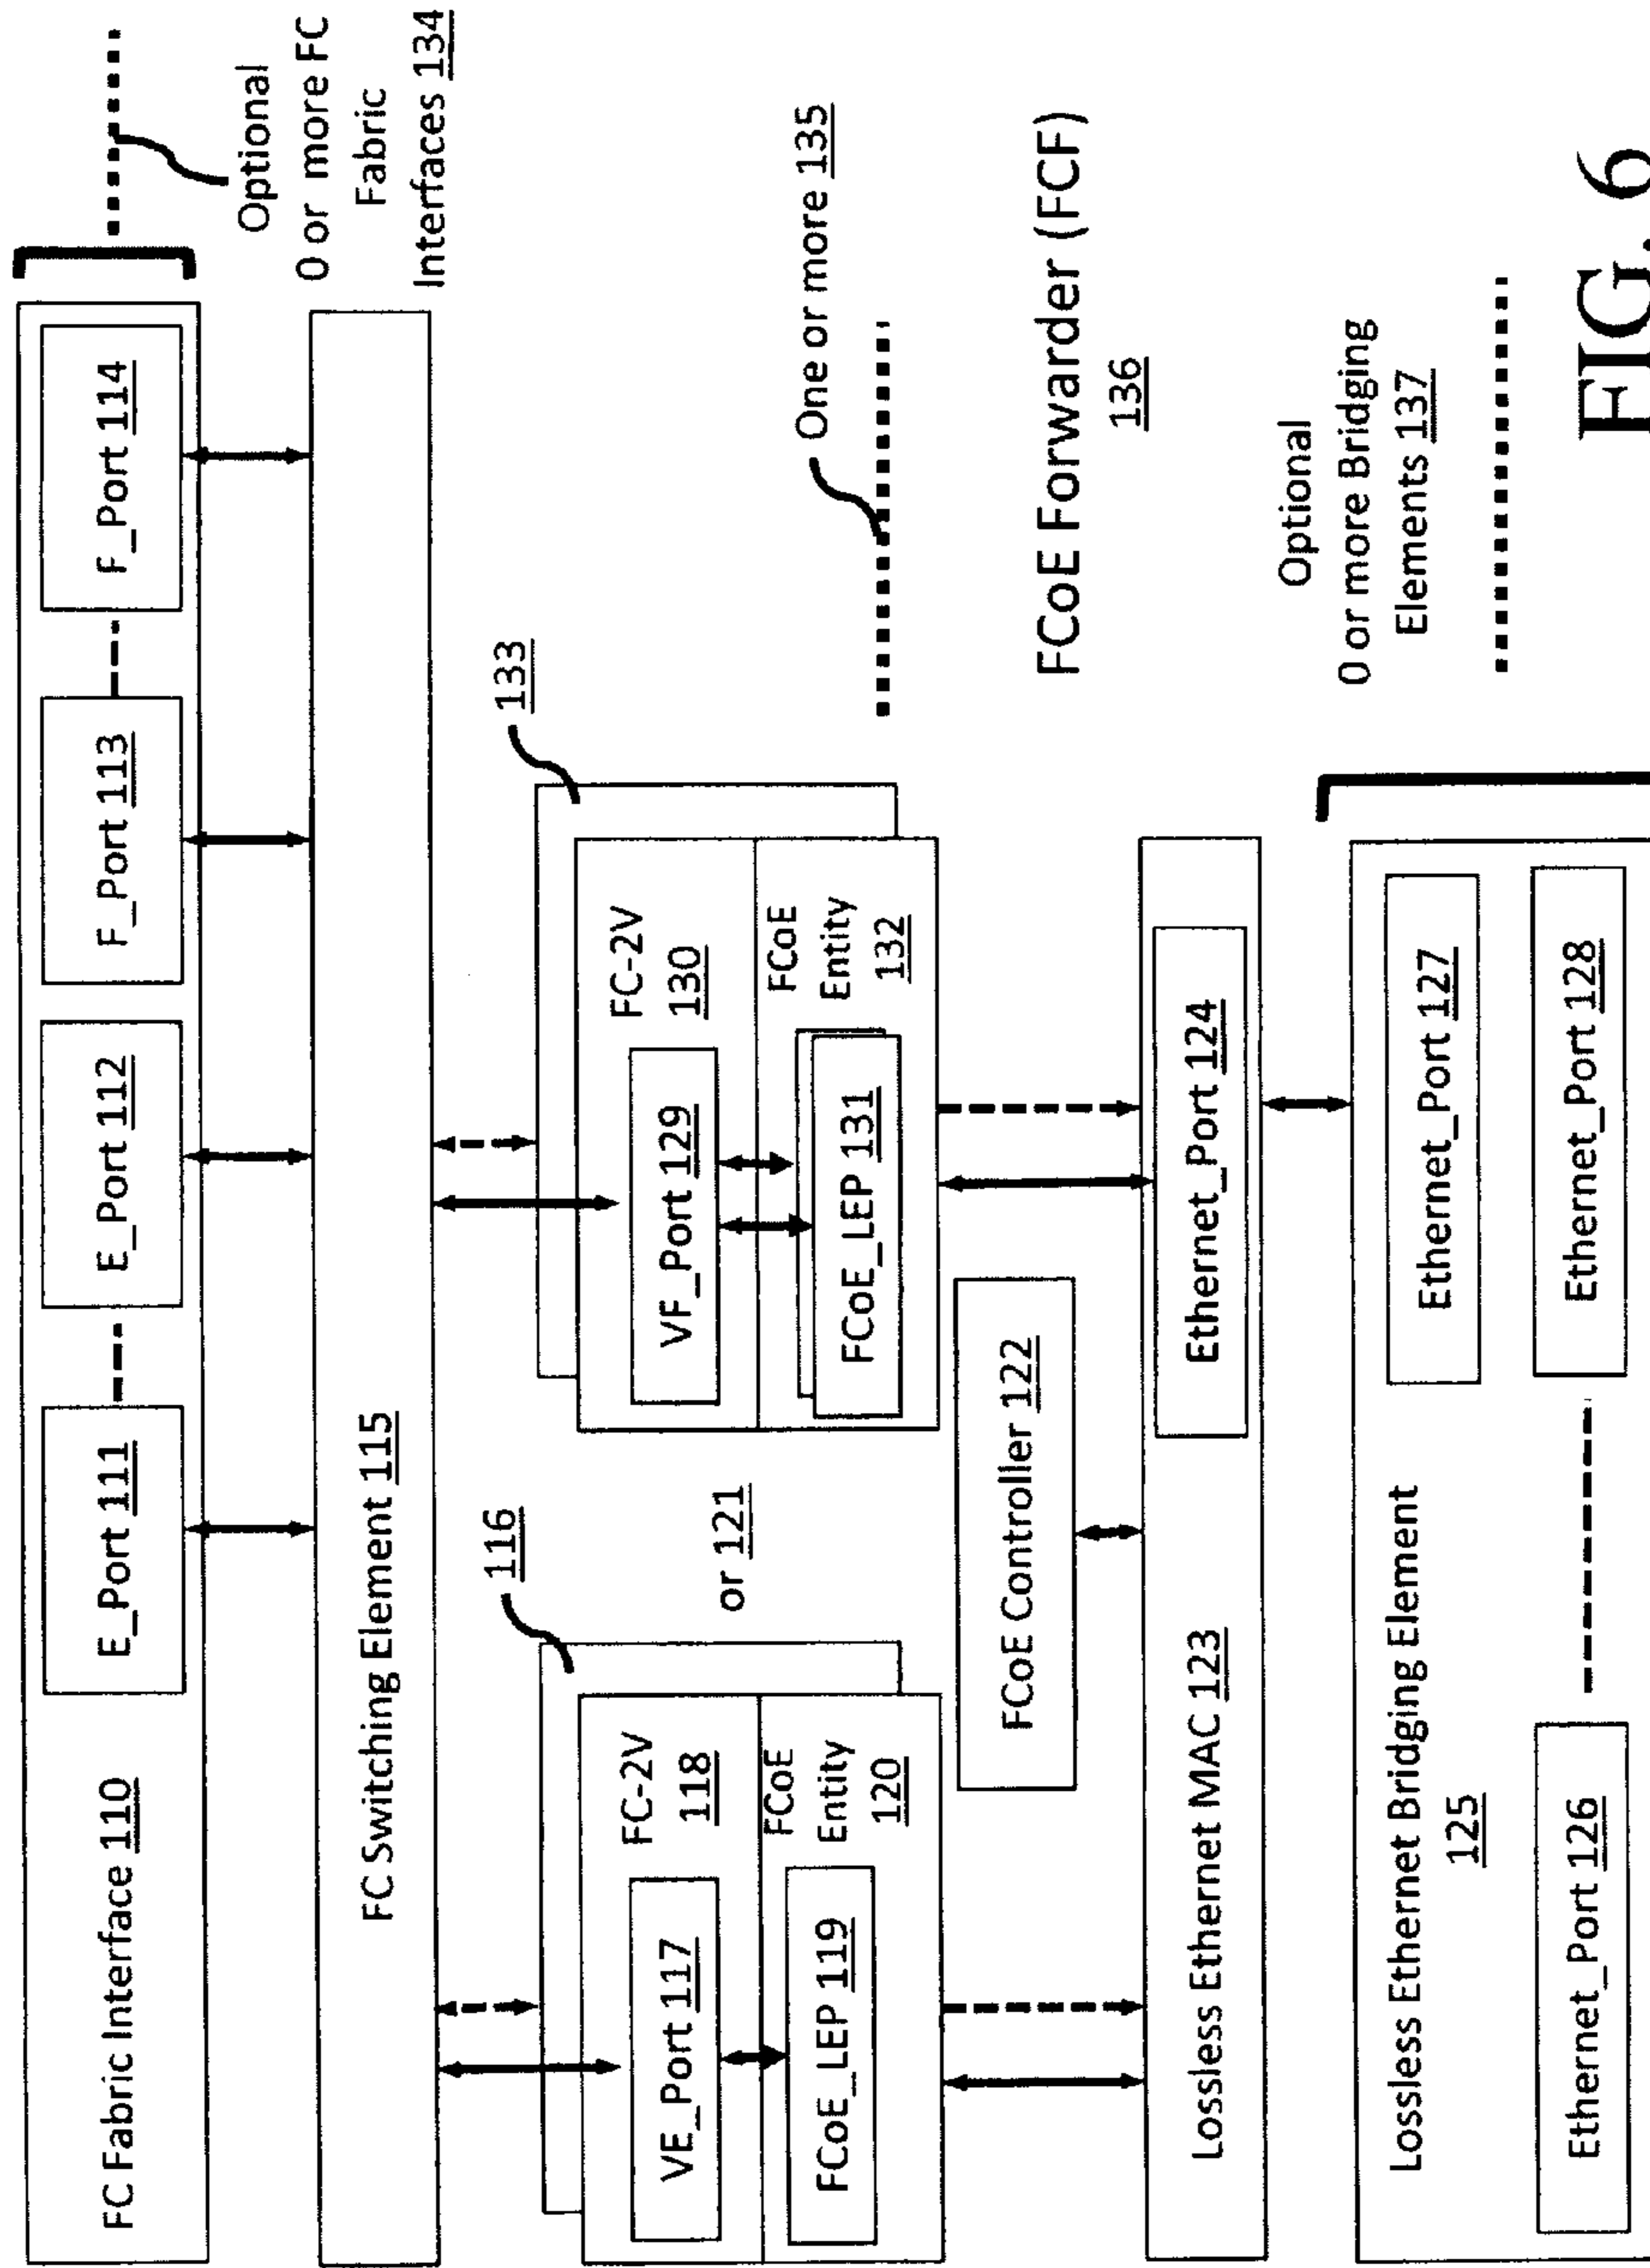 FC Fabric Interface 110
E_Port 111
E_Port 112
F_Port 113
F_Port 114
Optional
0 or more FC
Fabric
Interfaces 134
FC Switching Element 115
116
133
FC-2V
118
VE_Port 117
FCoE
Entity
120
FCoE_LEP 119
or 121
FC-2V
130
VF_Port 129
FCoE
Entity
132
FCoE_LEP 131
One or more 135
FCoE Controller 122
FCoE Forwarder (FCF)
136
Lossless Ethernet MAC 123
Ethernet_Port 124
Optional
0 or more Bridging
Elements 137
Lossless Ethernet Bridging Element
125
Ethernet_Port 126
Ethernet_Port 127
Ethernet_Port 128
FIG. 6